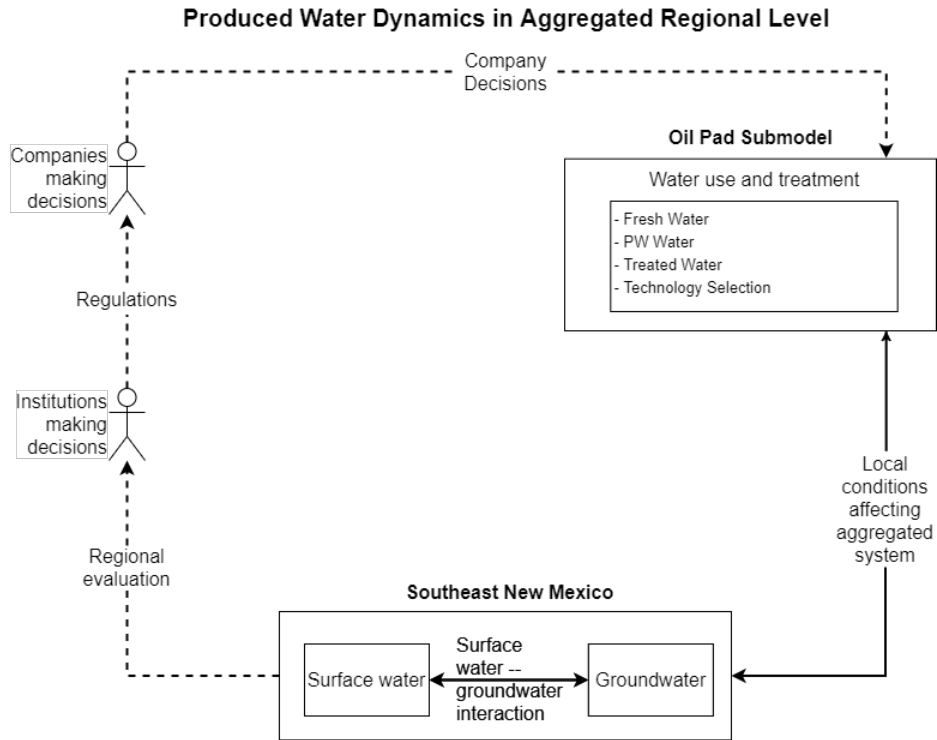 Produced Water Dynamics in Aggregated Regional Level
Company
Decisions
Companies
making
decisions
Oil Pad Submodel
Water use and treatment
- Fresh Water
- PW Water
- Treated Water
- Technology Selection
Regulations
Institutions
making
decisions
Local
conditions
affecting
aggregated
system
Regional
evaluation
Southeast New Mexico
Surface water
Surface
water --
groundwater
interaction
Groundwater